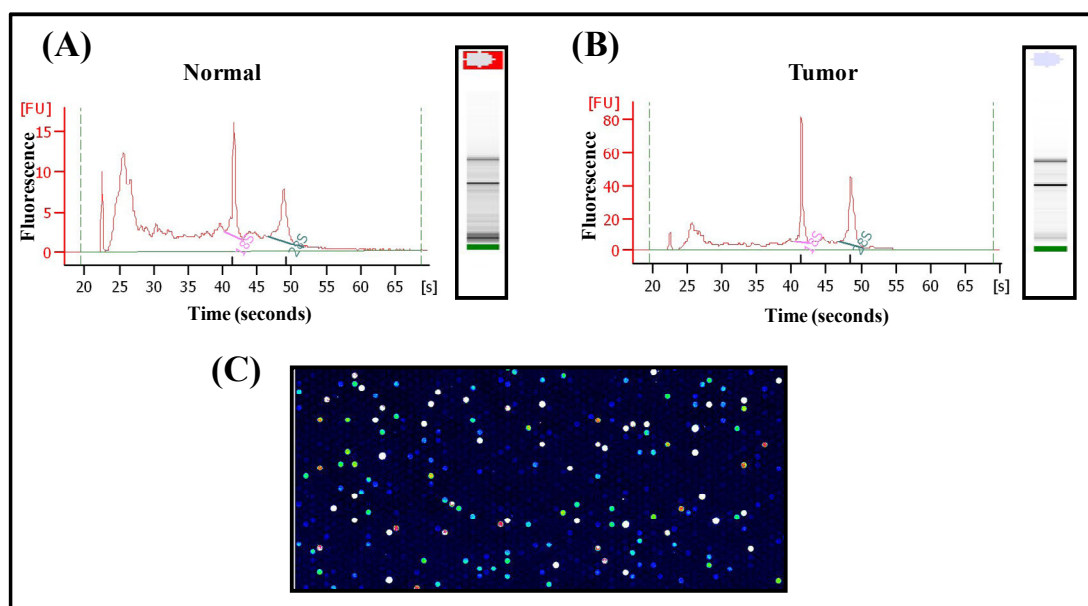 (A)
Normal
[FU]
15
10
5
0
Fluorescence
18S
28S
20 25 30 35 40 45 50 55 60 65 [s]
Time (seconds)
(B)
Tumor
[FU]
80
60
40
20
0
Fluorescence
18S
28S
20 25 30 35 40 45 50 55 60 65 [s]
Time (seconds)
(C)